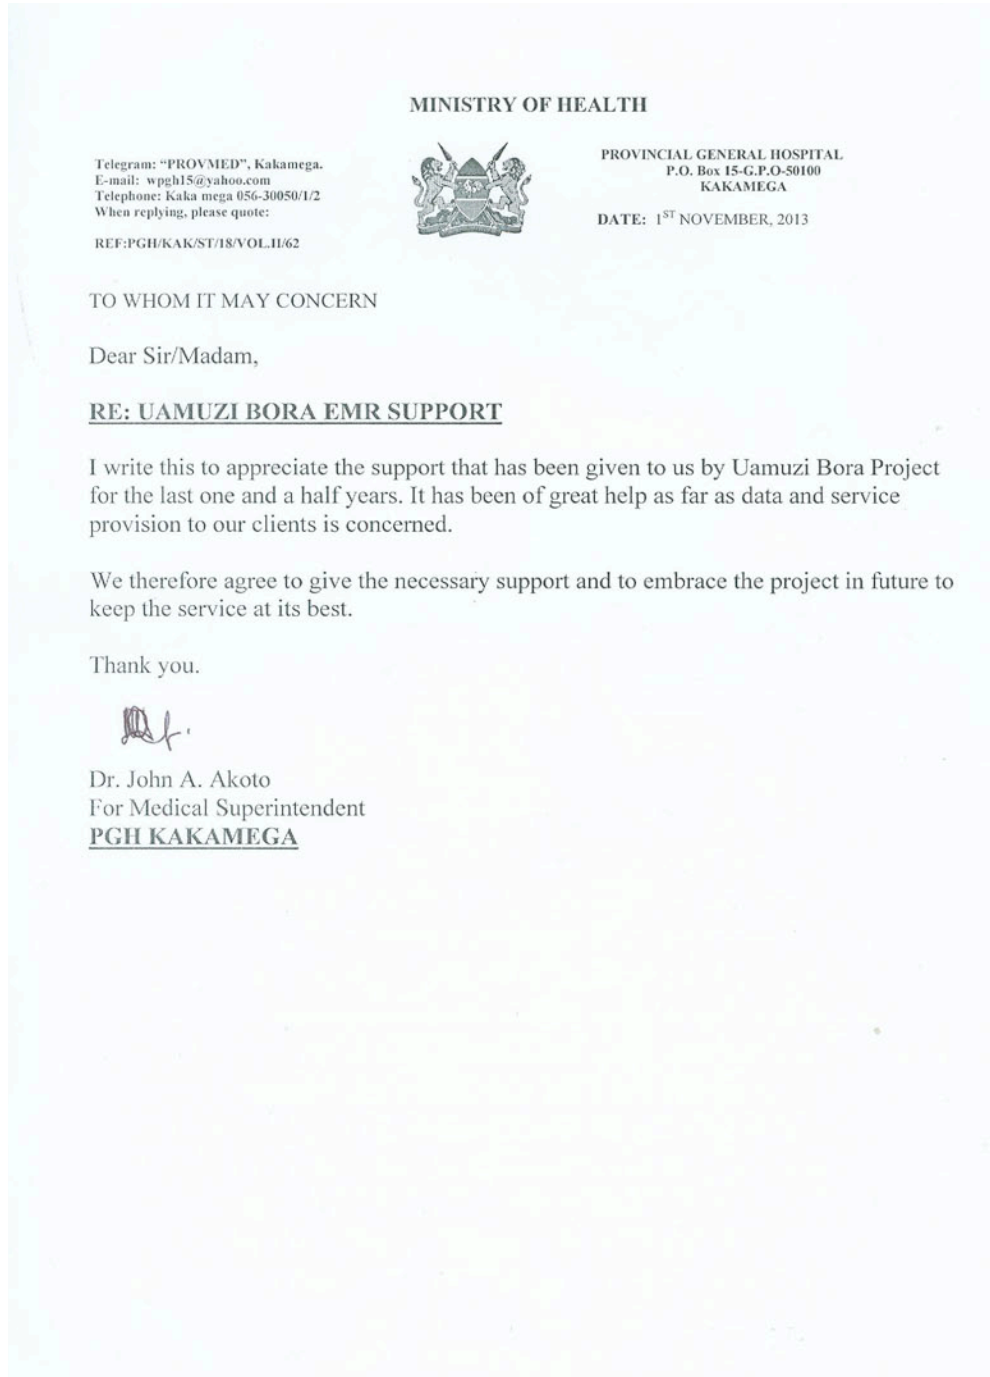 MINISTRY OF HEALTH
Telegram: “PROVMED”, Kakamega.
E-mail: wpgh15@yahoo.com
Telephone: Kaka mega 056-30050/1/2
When replying, please quote:
REF:PGH/KAK/ST/18/VOL.II/62
PROVINCIAL GENERAL HOSPITAL
P.O. Box 15-G.P.O-50100
KAKAMEGA
DATE: 1ST NOVEMBER, 2013
TO WHOM IT MAY CONCERN
Dear Sir/Madam,
RE: UAMUZI BORA EMR SUPPORT
I write this to appreciate the support that has been given to us by Uamuzi Bora Project
for the last one and a half years. It has been of great help as far as data and service
provision to our clients is concerned.
We therefore agree to give the necessary support and to embrace the project in future to
keep the service at its best.
Thank you.
Dr. John A. Akoto
For Medical Superintendent
PGH KAKAMEGA